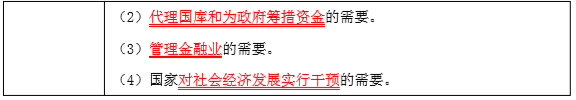 （2）代理国库和为政府筹措资金的需要。
（3）管理金融业的需要。
（4）国家对社会经济发展实行干预的需要。